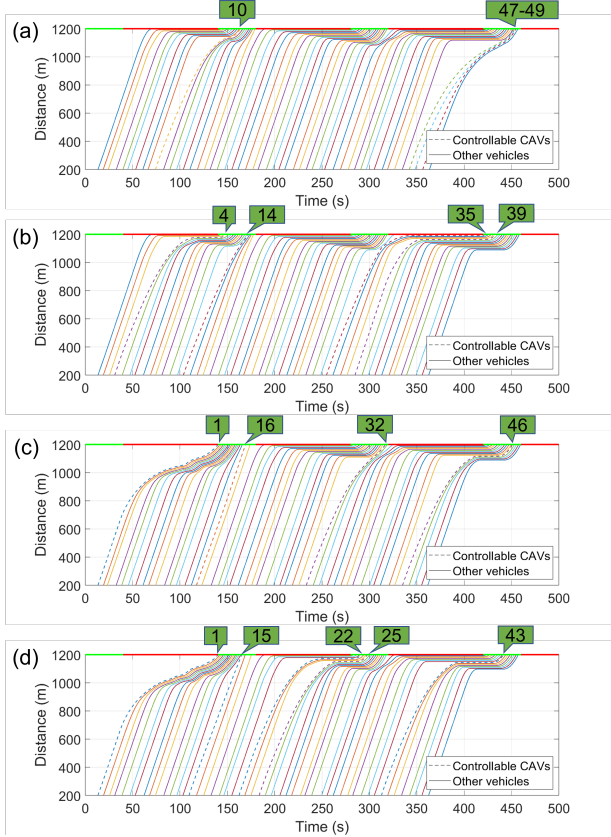 10
47-49
(a)
1200
1000
800
600
400
200
Distance (m)
Controllable CAVs
Other vehicles
0 50 100 150 200 250 300 350 400 450 500
Time (s)
4 14 35 39
(b)
1200
1000
800
600
400
200
Distance (m)
Controllable CAVs
Other vehicles
0 50 100 150 200 250 300 350 400 450 500
Time (s)
1 16 32 46
(c)
1200
1000
800
600
400
200
Distance (m)
Controllable CAVs
Other vehicles
0 50 100 150 200 250 300 350 400 450 500
Time (s)
1 15 22 25 43
(d)
1200
1000
800
600
400
200
Distance (m)
Controllable CAVs
Other vehicles
0 50 100 150 200 250 300 350 400 450 500
Time (s)